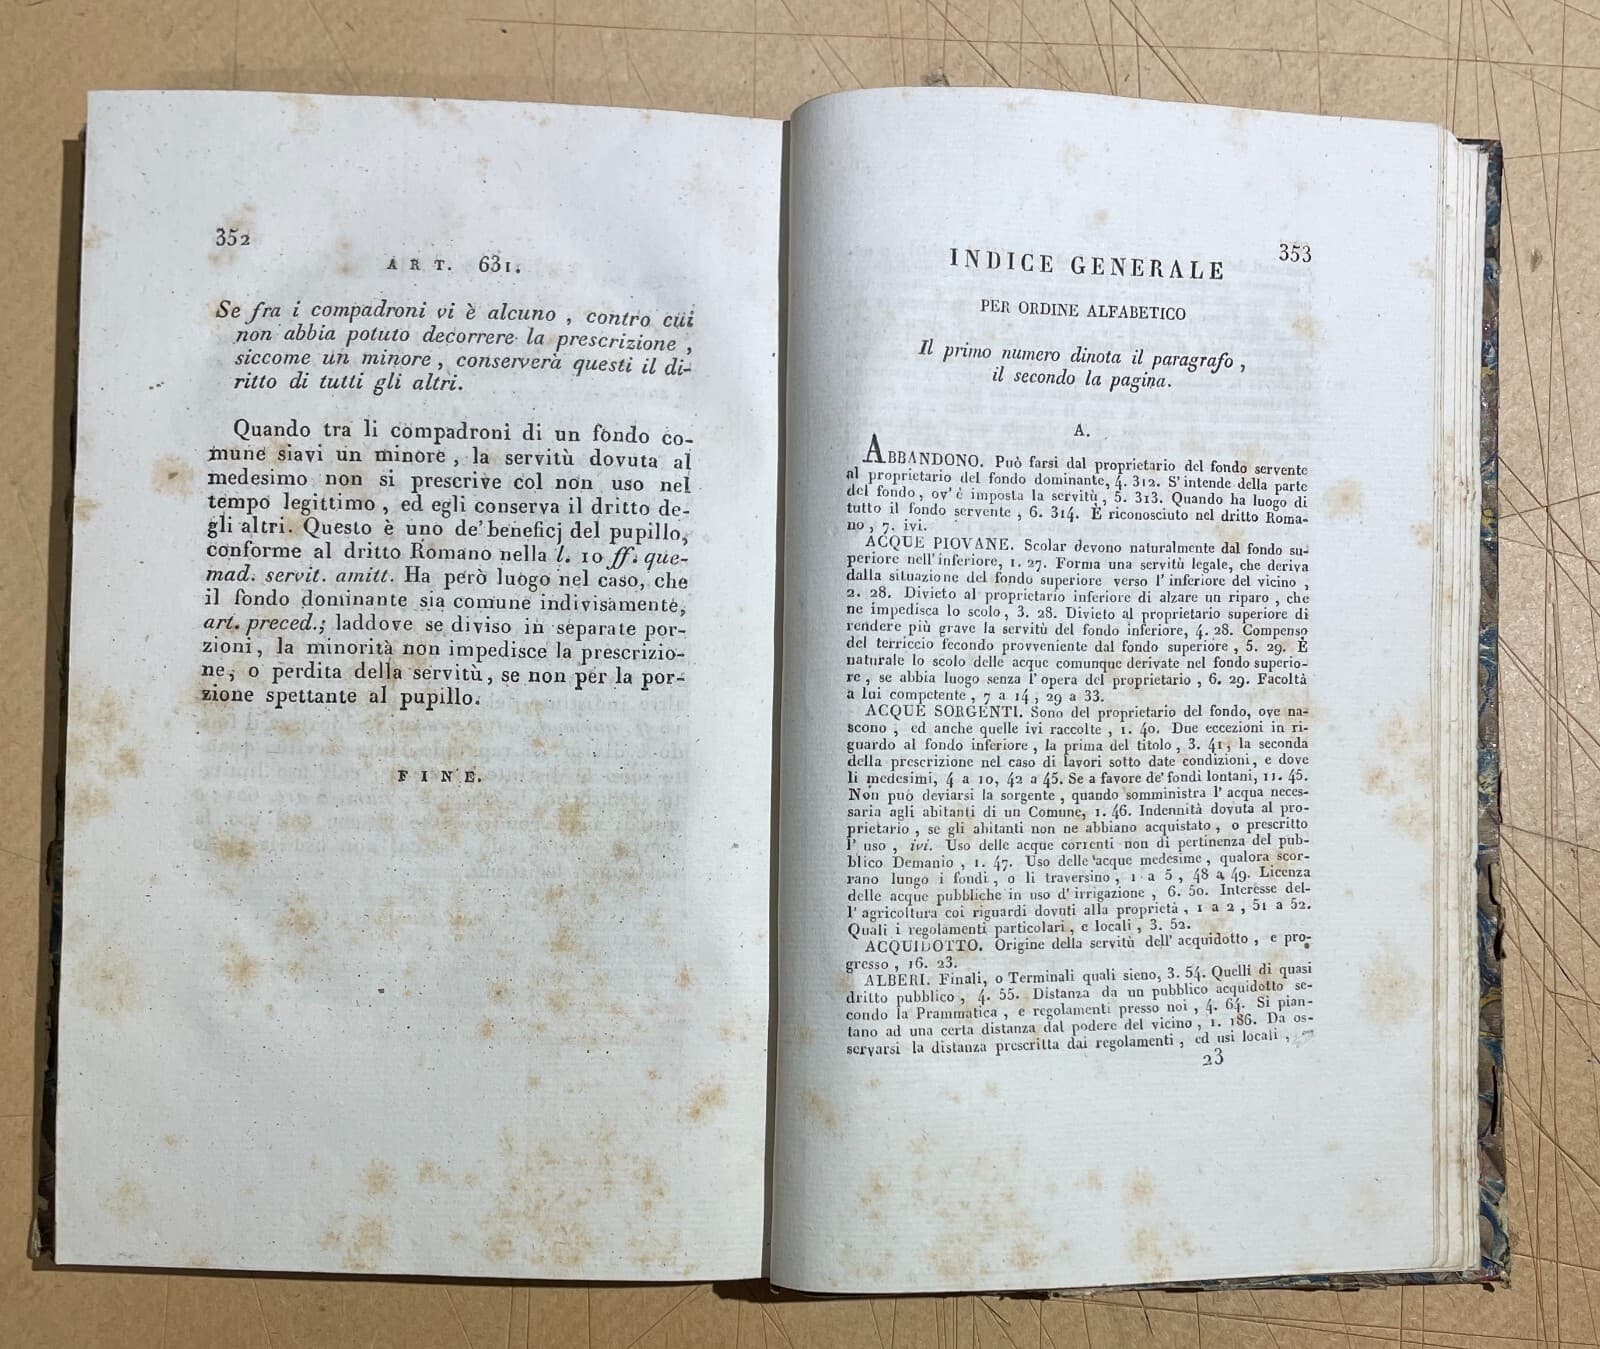 352
ART. 631.
Se fra i compadroni vi è alcuno , contro cui
non abbia potuto decorrere la prescrizione ,
siccome un minore , conserverà questi il di-
ritto di tutti gli altri.
Quando tra li compadroni di un fondo co-
mune siavi un minore , la servitù dovuta al
medesimo non si prescrive col non uso nel
tempo legittimo , ed egli conserva il dritto de-
gli altri. Questo è uno de' beneficj del pupillo,
conforme al dritto Romano nella l. 10 ff. que-
mad. servit. amitt. Ha però luogo nel caso, che
il fondo dominante sia comune indivisamente,
art. preced.; laddove se diviso in separate por-
zioni, la minorità non impedisce la prescrizio-
ne, o perdita della servitù, se non per la por-
zione spettante al pupillo.
FINE.
353
INDICE GENERALE
PER ORDINE ALFABETICO
Il primo numero dinota il paragrafo ,
il secondo la pagina.
A.
ABBANDONO. Può farsi dal proprietario del fondo servente
al proprietario del fondo dominante, 4. 312. S'intende della parte
del fondo, ov'è imposta la servitù, 5. 313. Quando ha luogo di
tutto il fondo servente , 6. 314. È riconosciuto nel dritto Roma-
no , 7. ivi.
ACQUE PIOVANE. Scolar devono naturalmente dal fondo su-
periore nell'inferiore, 1. 27. Forma una servitù legale, che deriva
dalla situazione del fondo superiore verso l'inferiore del vicino ,
2. 28. Divieto al proprietario inferiore di alzare un riparo , che
ne impedisca lo scolo , 3. 28. Divieto al proprietario superiore di
rendere più grave la servitù del fondo inferiore, 4. 28. Compenso
del terriccio fecondo proveniente dal fondo superiore , 5. 29. È
naturale lo scolo delle acque comunque derivate nel fondo superio-
re , se abbia luogo senza l'opera del proprietario , 6. 29. Facoltà
a lui competente , 7 a 14 , 29 a 33.
ACQUE SORGENTI. Sono del proprietario del fondo, ove na-
scono , ed anche quelle ivi raccolte , 1. 40. Due eccezioni in ri-
guardo al fondo inferiore , la prima del titolo , 3. 41, la seconda
della prescrizione nel caso di lavori sotto date condizioni, e dove
li medesimi, 4 a 10, 42 a 45. Se a favore de' fondi lontani, 11. 45.
Non può deviarsi la sorgente , quando somministra l'acqua neces-
saria agli abitanti di un Comune, 1. 46. Indennità dovuta al pro-
prietario , se gli abitanti non ne abbiano acquistato , o prescritto
l'uso , ivi. Uso delle acque correnti non di pertinenza del pub-
blico Demanio , 1. 47. Uso delle acque medesime , qualora scor-
rano lungo i fondi , o li traversino , 1 a 5 , 48 a 49. Licenza
delle acque pubbliche in uso d'irrigazione , 6. 50. Interesse del-
l'agricoltura coi riguardi dovuti alla proprietà , 1 a 2 , 51 a 52.
Quali i regolamenti particolari , e locali , 3. 52.
ACQUIDOTTO. Origine della servitù dell'acquidotto , e pro-
gresso , 16. 23.
ALBERI. Finali, o Terminali quali sieno, 3. 54. Quelli di quasi
dritto pubblico , 4. 55. Distanza da un pubblico acquidotto se-
condo la Prammatica , e regolamenti presso noi , 4. 64. Si pian-
tano ad una certa distanza dal podere del vicino , 1. 186. Da os-
servarsi la distanza prescritta dai regolamenti , ed usi locali ,
23